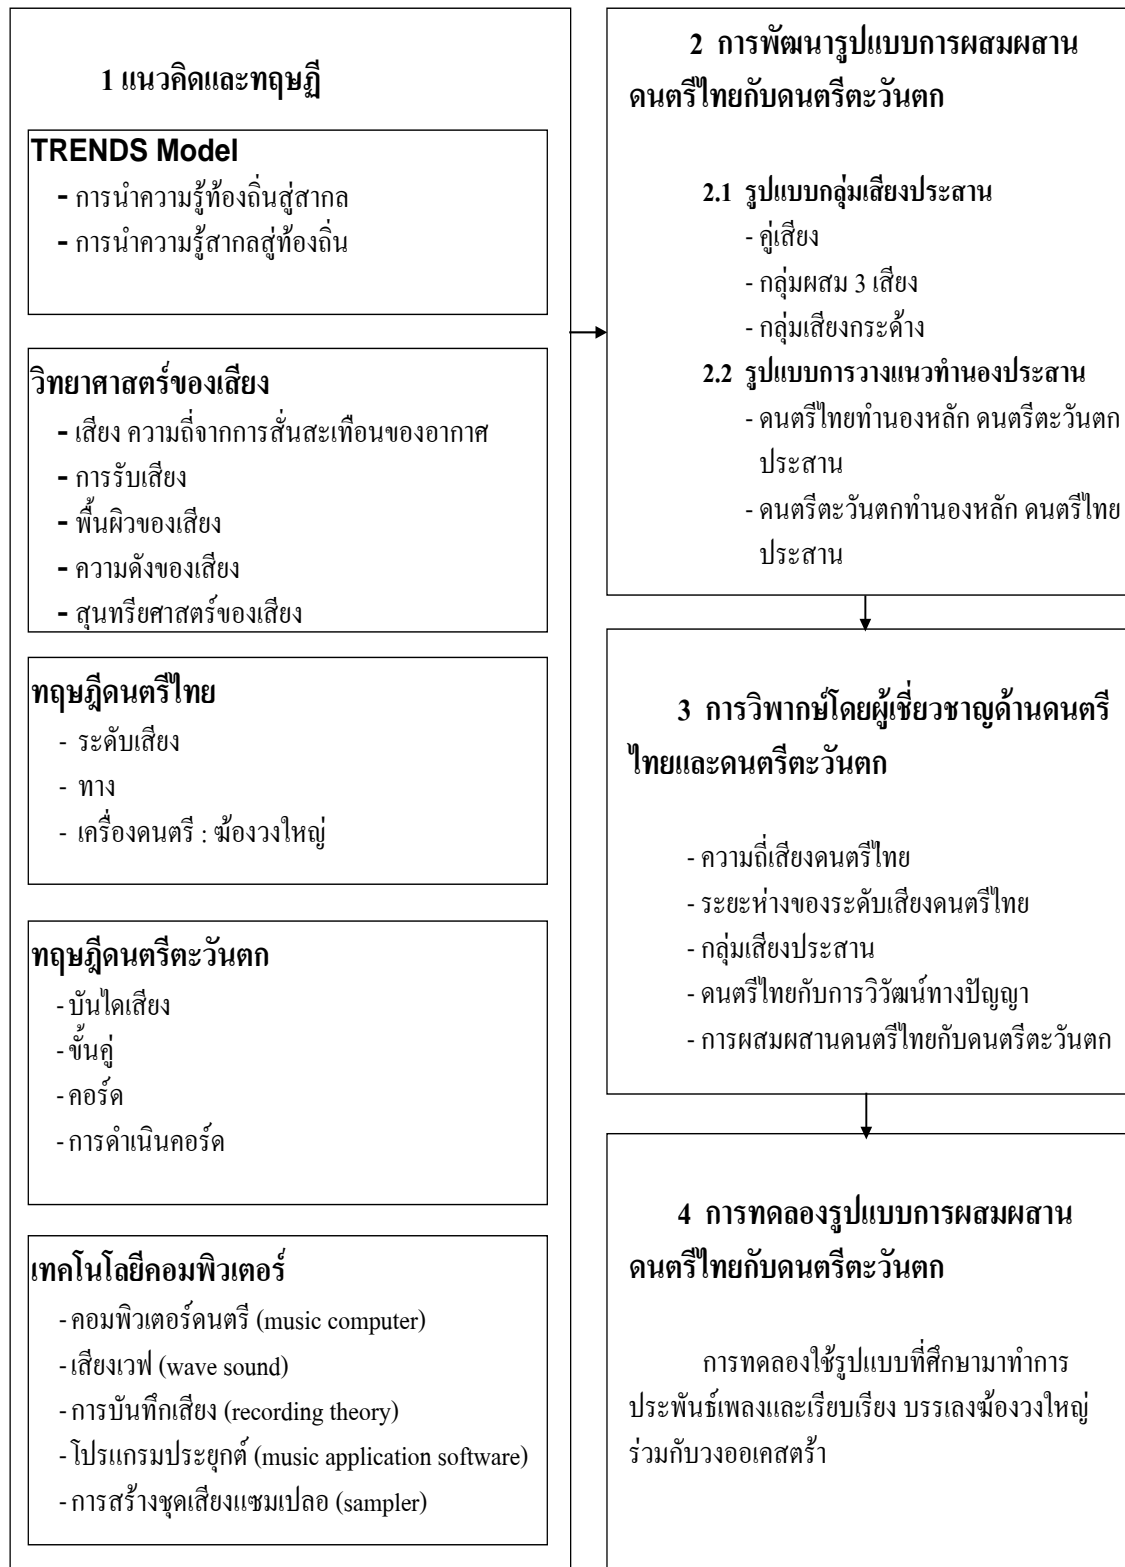 1 แนวคิดและทฤษฏี
TRENDS Model
- การนำความรู้ท้องถิ่นสู่สากล
- การนำความรู้สากลสู่ท้องถิ่น
วิทยาศาสตร์ของเสียง
- เสียง ความถี่จากการสั่นสะเทือนของอากาศ
- การรับเสียง
- พื้นผิวของเสียง
- ความดังของเสียง
- สุนทรียศาสตร์ของเสียง
ทฤษฎีดนตรีไทย
- ระดับเสียง
- ทาง
- เครื่องดนตรี : ฆ้องวงใหญ่
ทฤษฎีดนตรีตะวันตก
- บันไดเสียง
- ขั้นคู่
- คอร์ด
- การดำเนินคอร์ด
เทคโนโลยีคอมพิวเตอร์
- คอมพิวเตอร์ดนตรี (music computer)
- เสียงเวฟ (wave sound)
- การบันทึกเสียง (recording theory)
- โปรแกรมประยุกต์ (music application software)
- การสร้างชุดเสียงแซมเปลอ (sampler)
2 การพัฒนารูปแบบการผสมผสาน
ดนตรีไทยกับดนตรีตะวันตก
2.1 รูปแบบกลุ่มเสียงประสาน
- คู่เสียง
- กลุ่มผสม 3 เสียง
- กลุ่มเสียงกระด้าง
2.2 รูปแบบการวางแนวทำนองประสาน
- ดนตรีไทยทำนองหลัก ดนตรีตะวันตก
ประสาน
- ดนตรีตะวันตกทำนองหลัก ดนตรีไทย
ประสาน
3 การวิพากษ์โดยผู้เชี่ยวชาญด้านดนตรี
ไทยและดนตรีตะวันตก
- ความถี่เสียงดนตรีไทย
- ระยะห่างของระดับเสียงดนตรีไทย
- กลุ่มเสียงประสาน
- ดนตรีไทยกับการวิวัฒน์ทางปัญญา
- การผสมผสานดนตรีไทยกับดนตรีตะวันตก
4 การทดลองรูปแบบการผสมผสาน
ดนตรีไทยกับดนตรีตะวันตก
การทดลองใช้รูปแบบที่ศึกษามาทำการ
ประพันธ์เพลงและเรียบเรียง บรรเลงฆ้องวงใหญ่
ร่วมกับวงออเคสตร้า